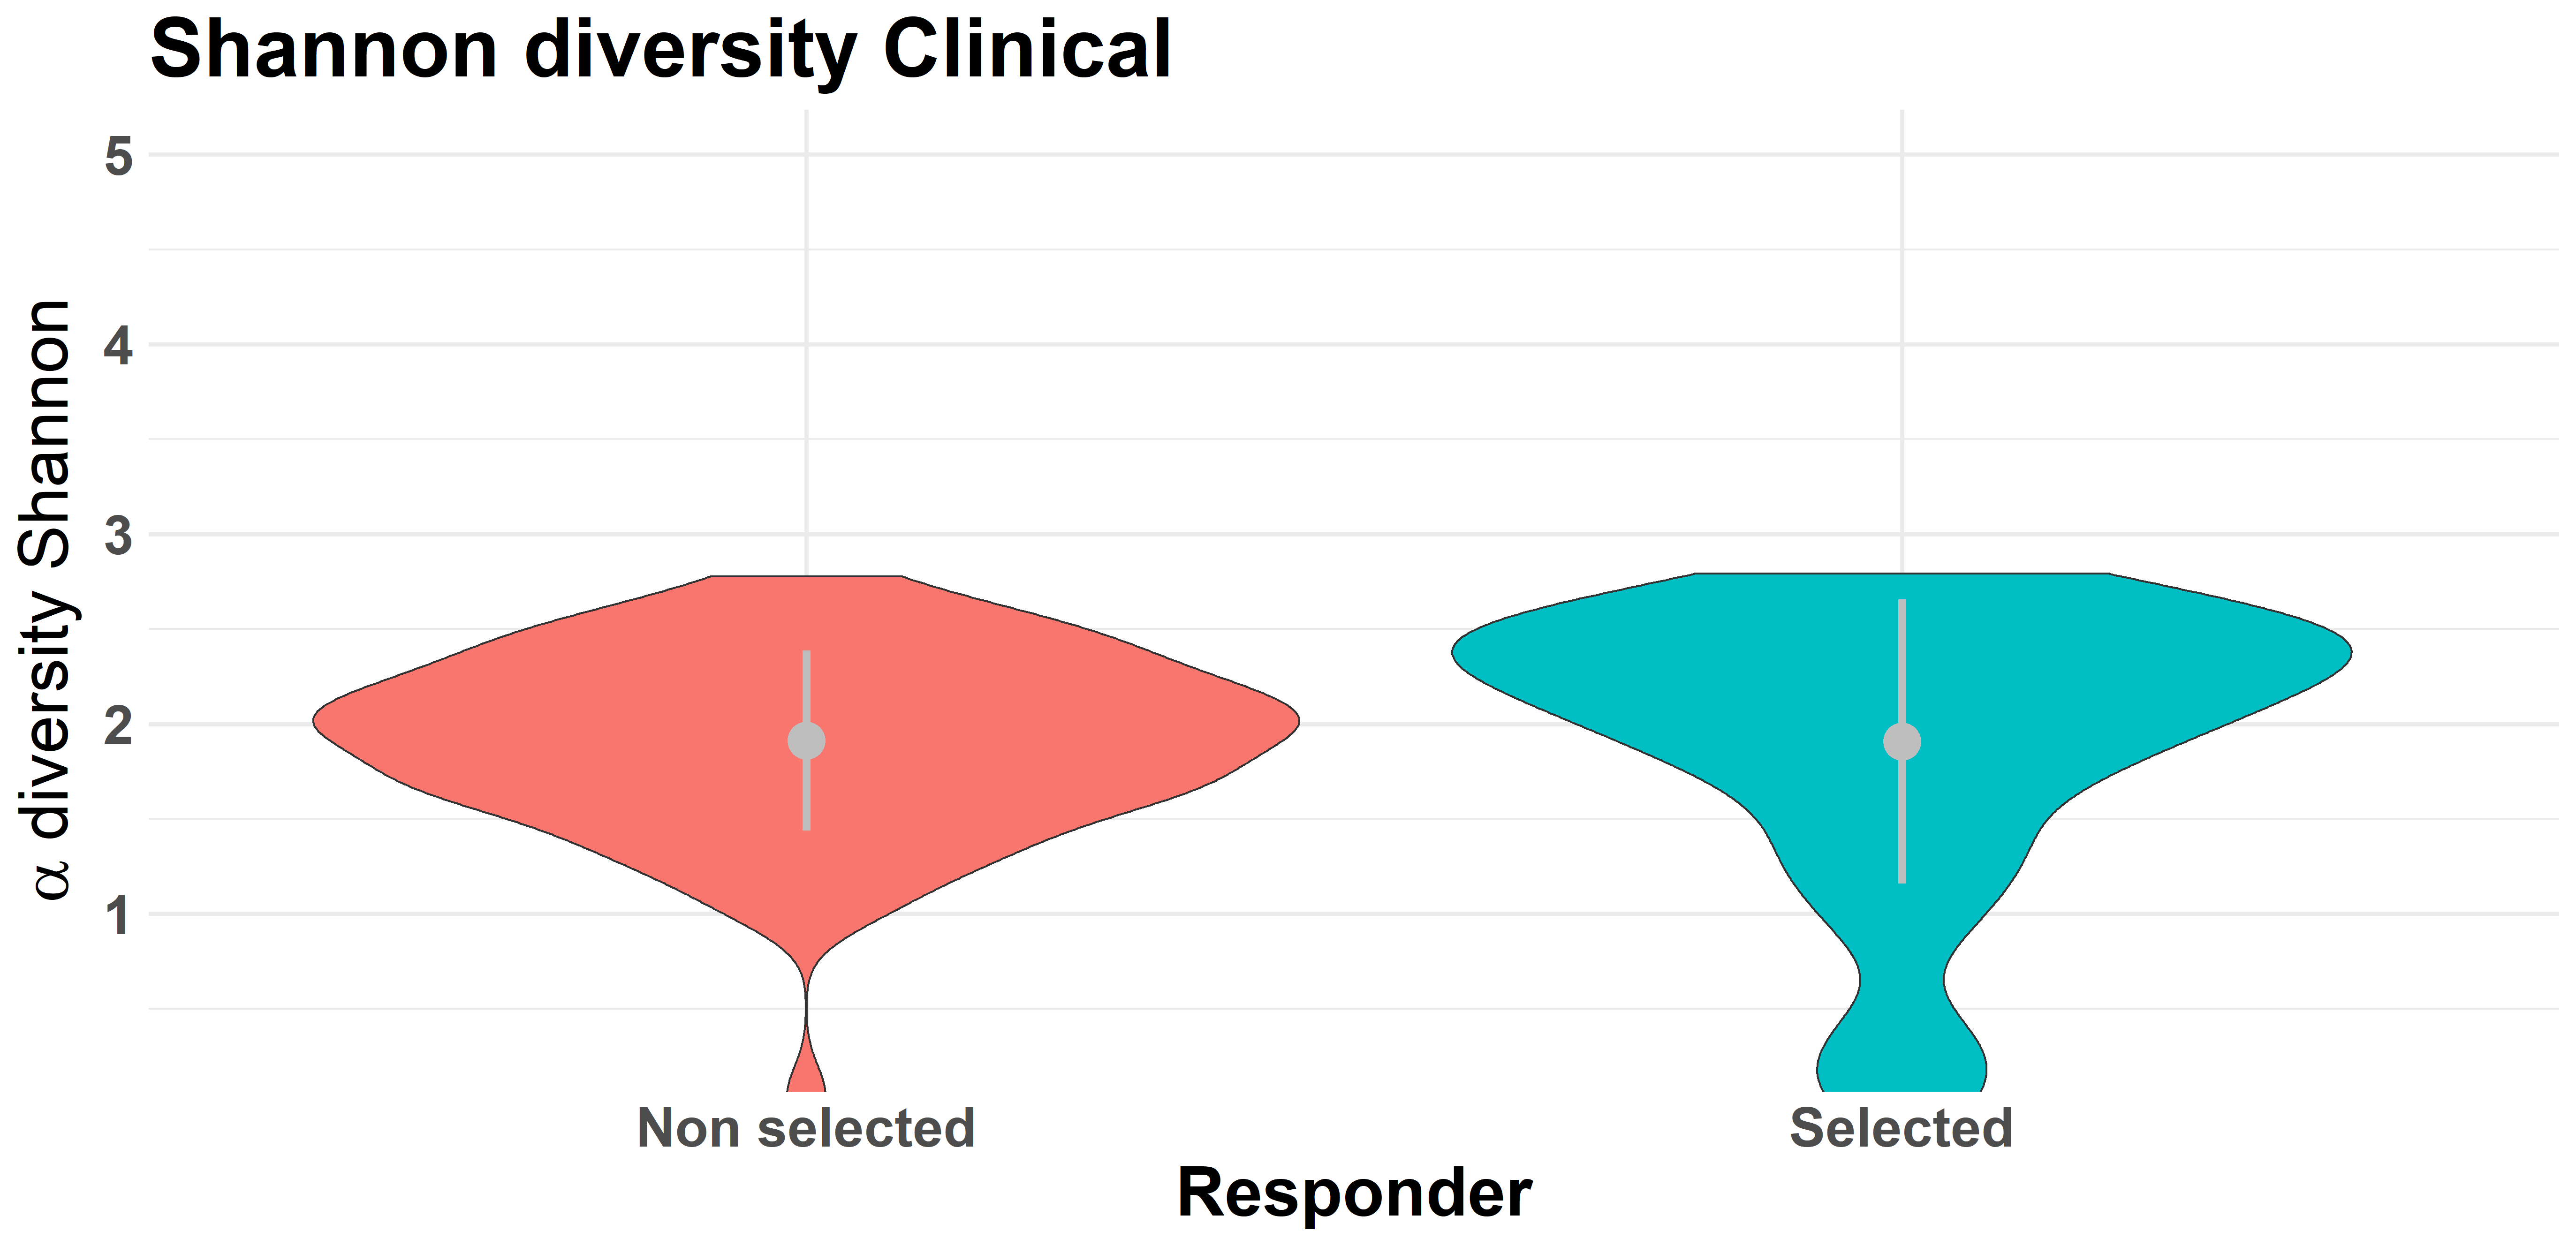 Shannon diversity Clinical
α diversity Shannon
5
4
3
2
1
Non selected
Selected
Responder